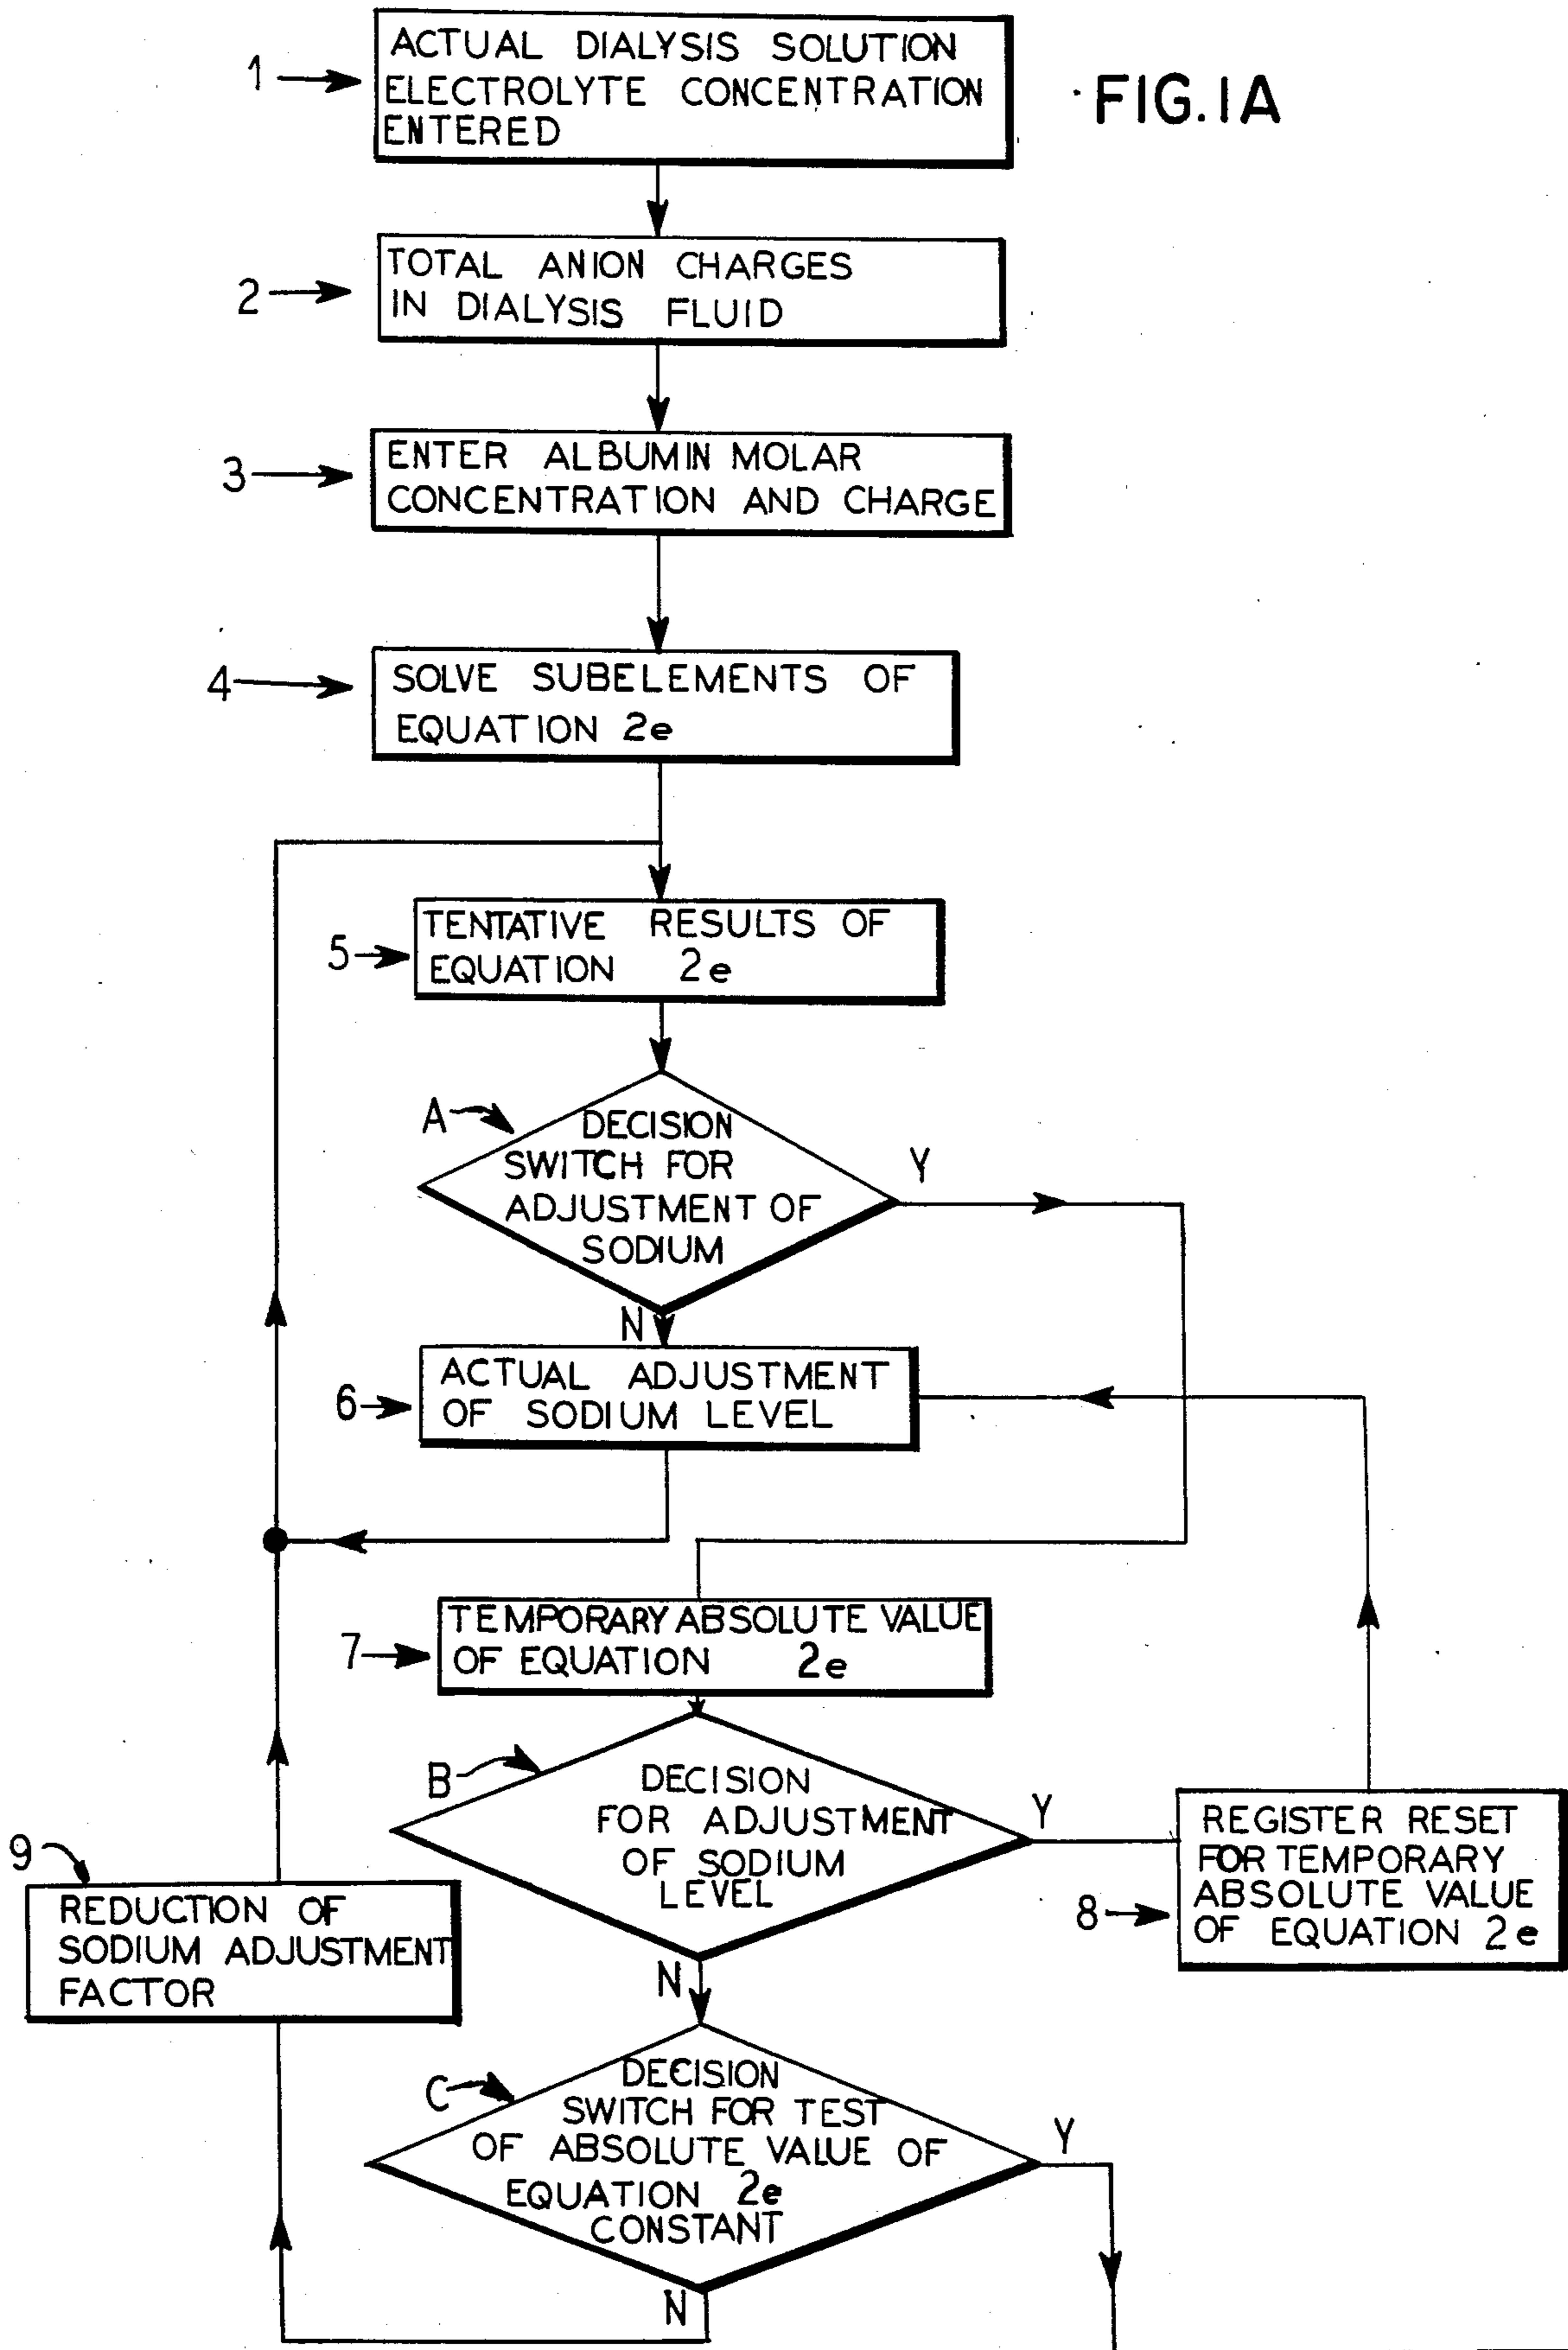 FIG.1A
1
ACTUAL DIALYSIS SOLUTION
ELECTROLYTE CONCENTRATION
ENTERED
2
TOTAL ANION CHARGES
IN DIALYSIS FLUID
3
ENTER ALBUMIN MOLAR
CONCENTRATION AND CHARGE
4
SOLVE SUBELEMENTS OF
EQUATION 2e
5
TENTATIVE RESULTS OF
EQUATION 2e
A
DECISION
SWITCH FOR
ADJUSTMENT OF
SODIUM
Y
N
6
ACTUAL ADJUSTMENT
OF SODIUM LEVEL
7
TEMPORARY ABSOLUTE VALUE
OF EQUATION 2e
B
DECISION
FOR ADJUSTMENT
OF SODIUM
LEVEL
Y
N
8
REGISTER RESET
FOR TEMPORARY
ABSOLUTE VALUE
OF EQUATION 2e
9
REDUCTION OF
SODIUM ADJUSTMENT
FACTOR
C
DECISION
SWITCH FOR TEST
OF ABSOLUTE VALUE OF
EQUATION 2e
CONSTANT
Y
N